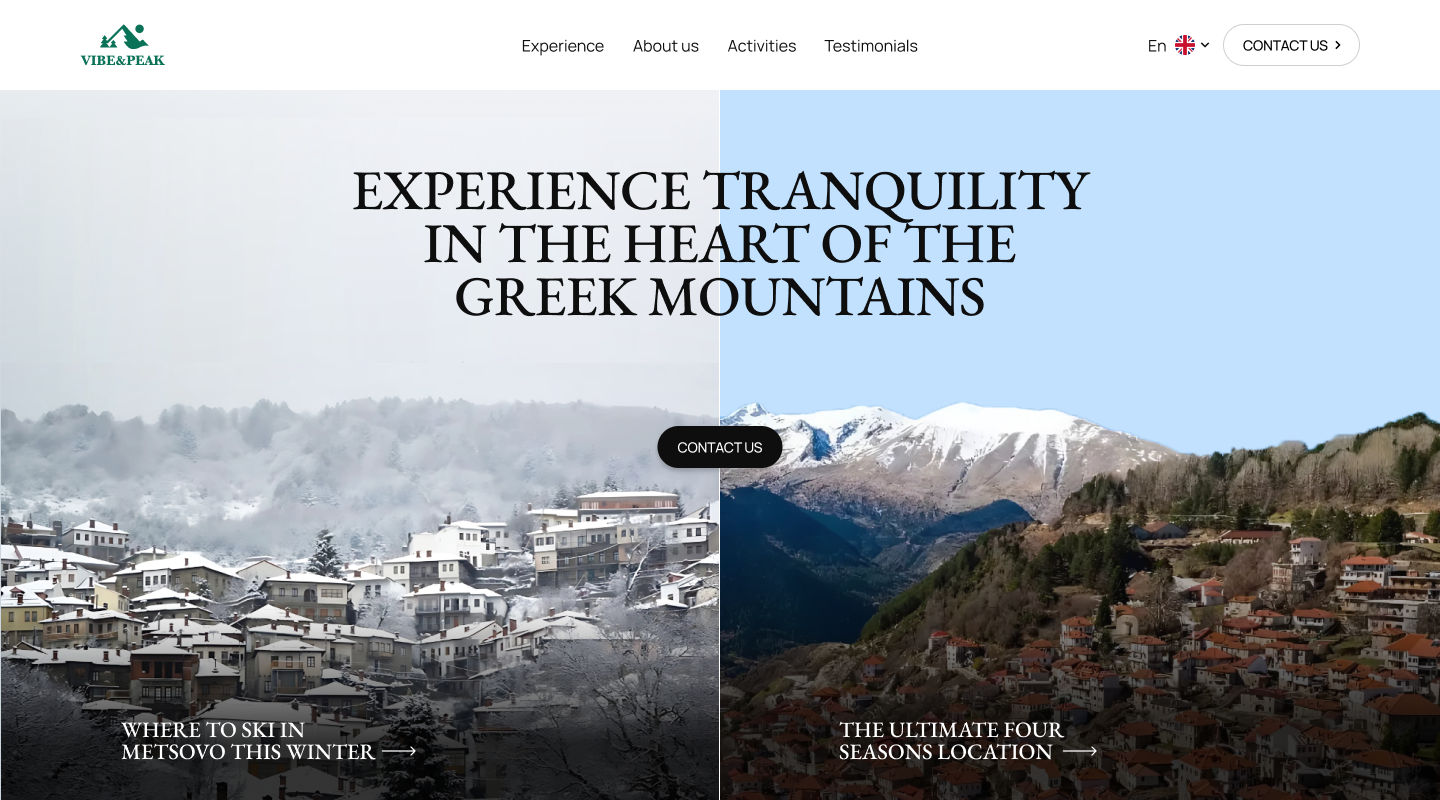 VIBE&PEAK
Experience
About us
Activities
Testimonials
En
CONTACT US
EXPERIENCE TRANQUILITY
IN THE HEART OF THE
GREEK MOUNTAINS
CONTACT US
WHERE TO SKI IN
METSOVO THIS WINTER
THE ULTIMATE FOUR
SEASONS LOCATION